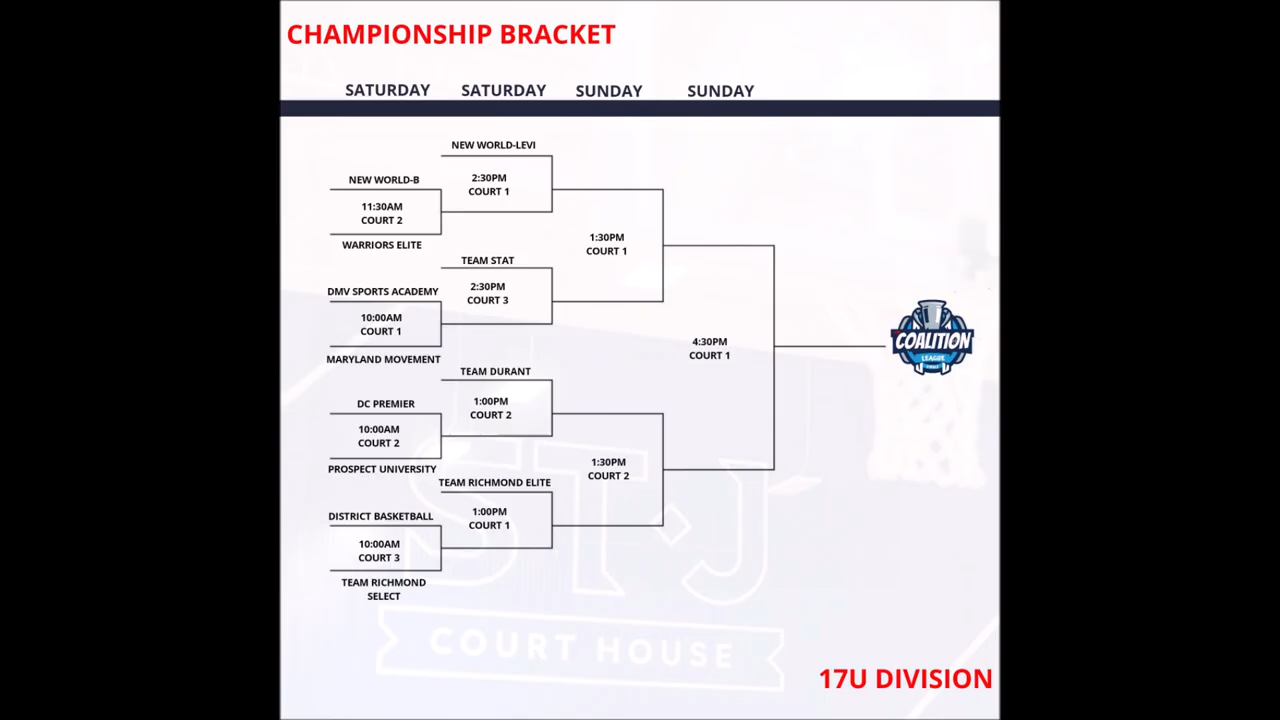 CHAMPIONSHIP BRACKET
SATURDAY SATURDAY SUNDAY SUNDAY
NEW WORLD-LEVI
2:30PM
COURT 1
NEW WORLD-B
11:30AM
COURT 2
WARRIORS ELITE
1:30PM
COURT 1
TEAM STAT
2:30PM
COURT 3
DMV SPORTS ACADEMY
10:00AM
COURT 1
MARYLAND MOVEMENT
4:30PM
COURT 1
COALITION
LEAGUE
TEAM DURANT
1:00PM
COURT 2
DC PREMIER
10:00AM
COURT 2
PROSPECT UNIVERSITY
1:30PM
COURT 2
TEAM RICHMOND ELITE
1:00PM
COURT 1
DISTRICT BASKETBALL
10:00AM
COURT 3
TEAM RICHMOND
SELECT
ST.J
COURT HOUSE
17U DIVISION